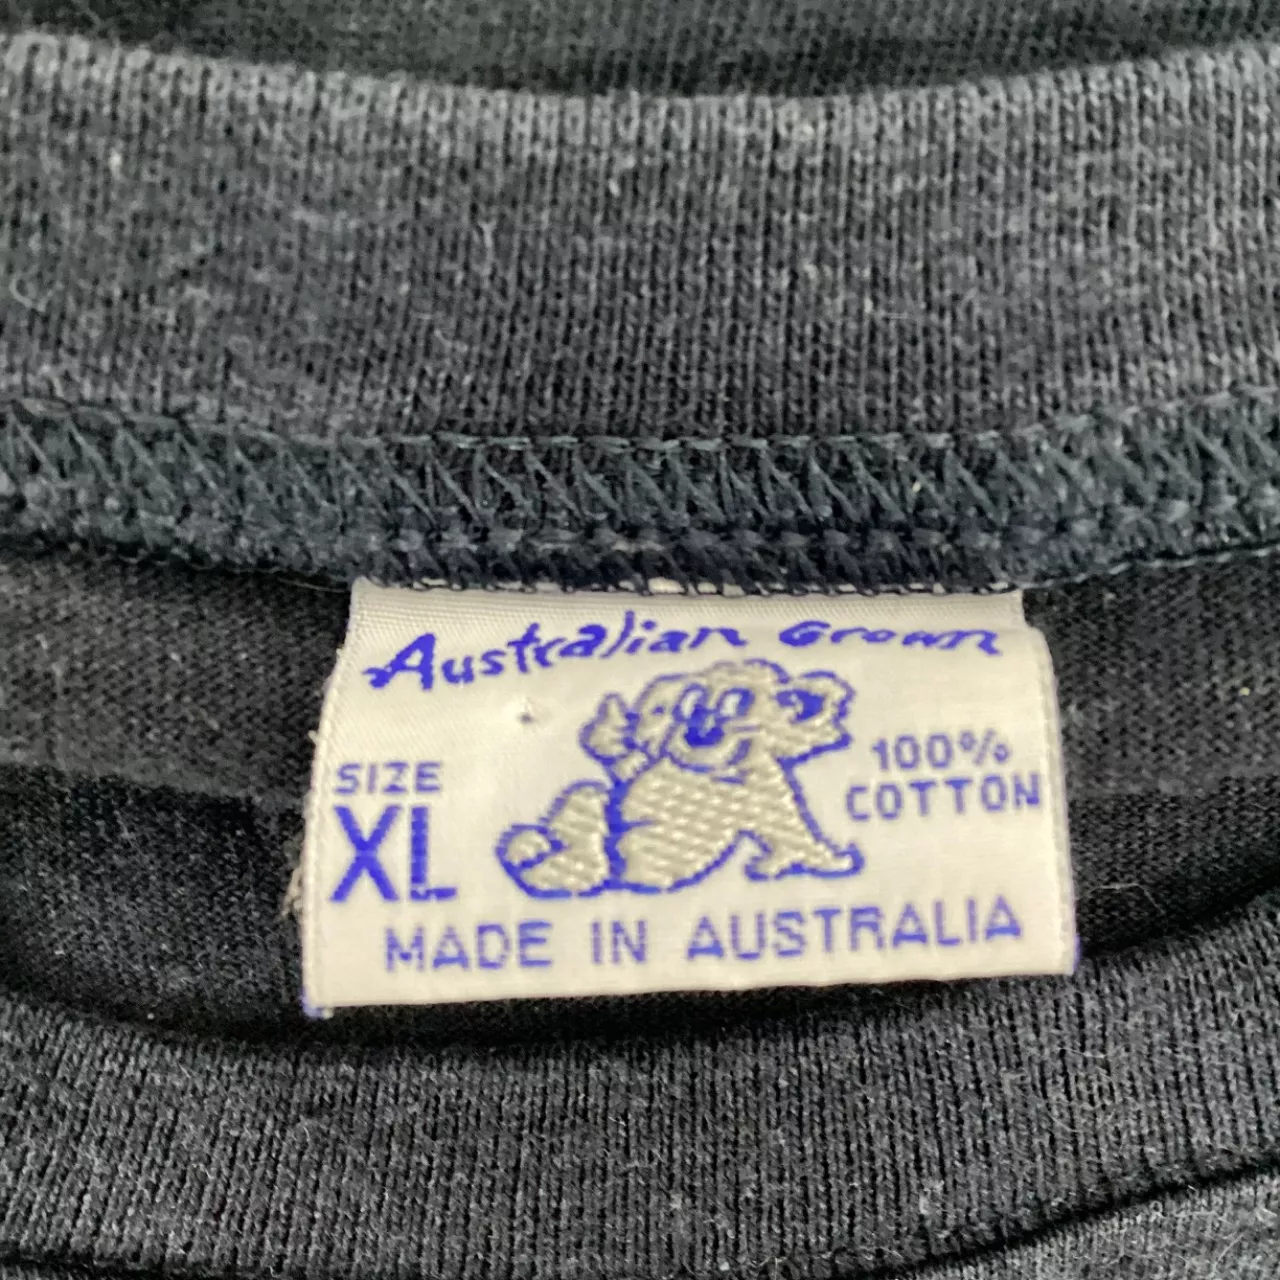 Australian Grown
SIZE
XL
100%
COTTON
MADE IN AUSTRALIA